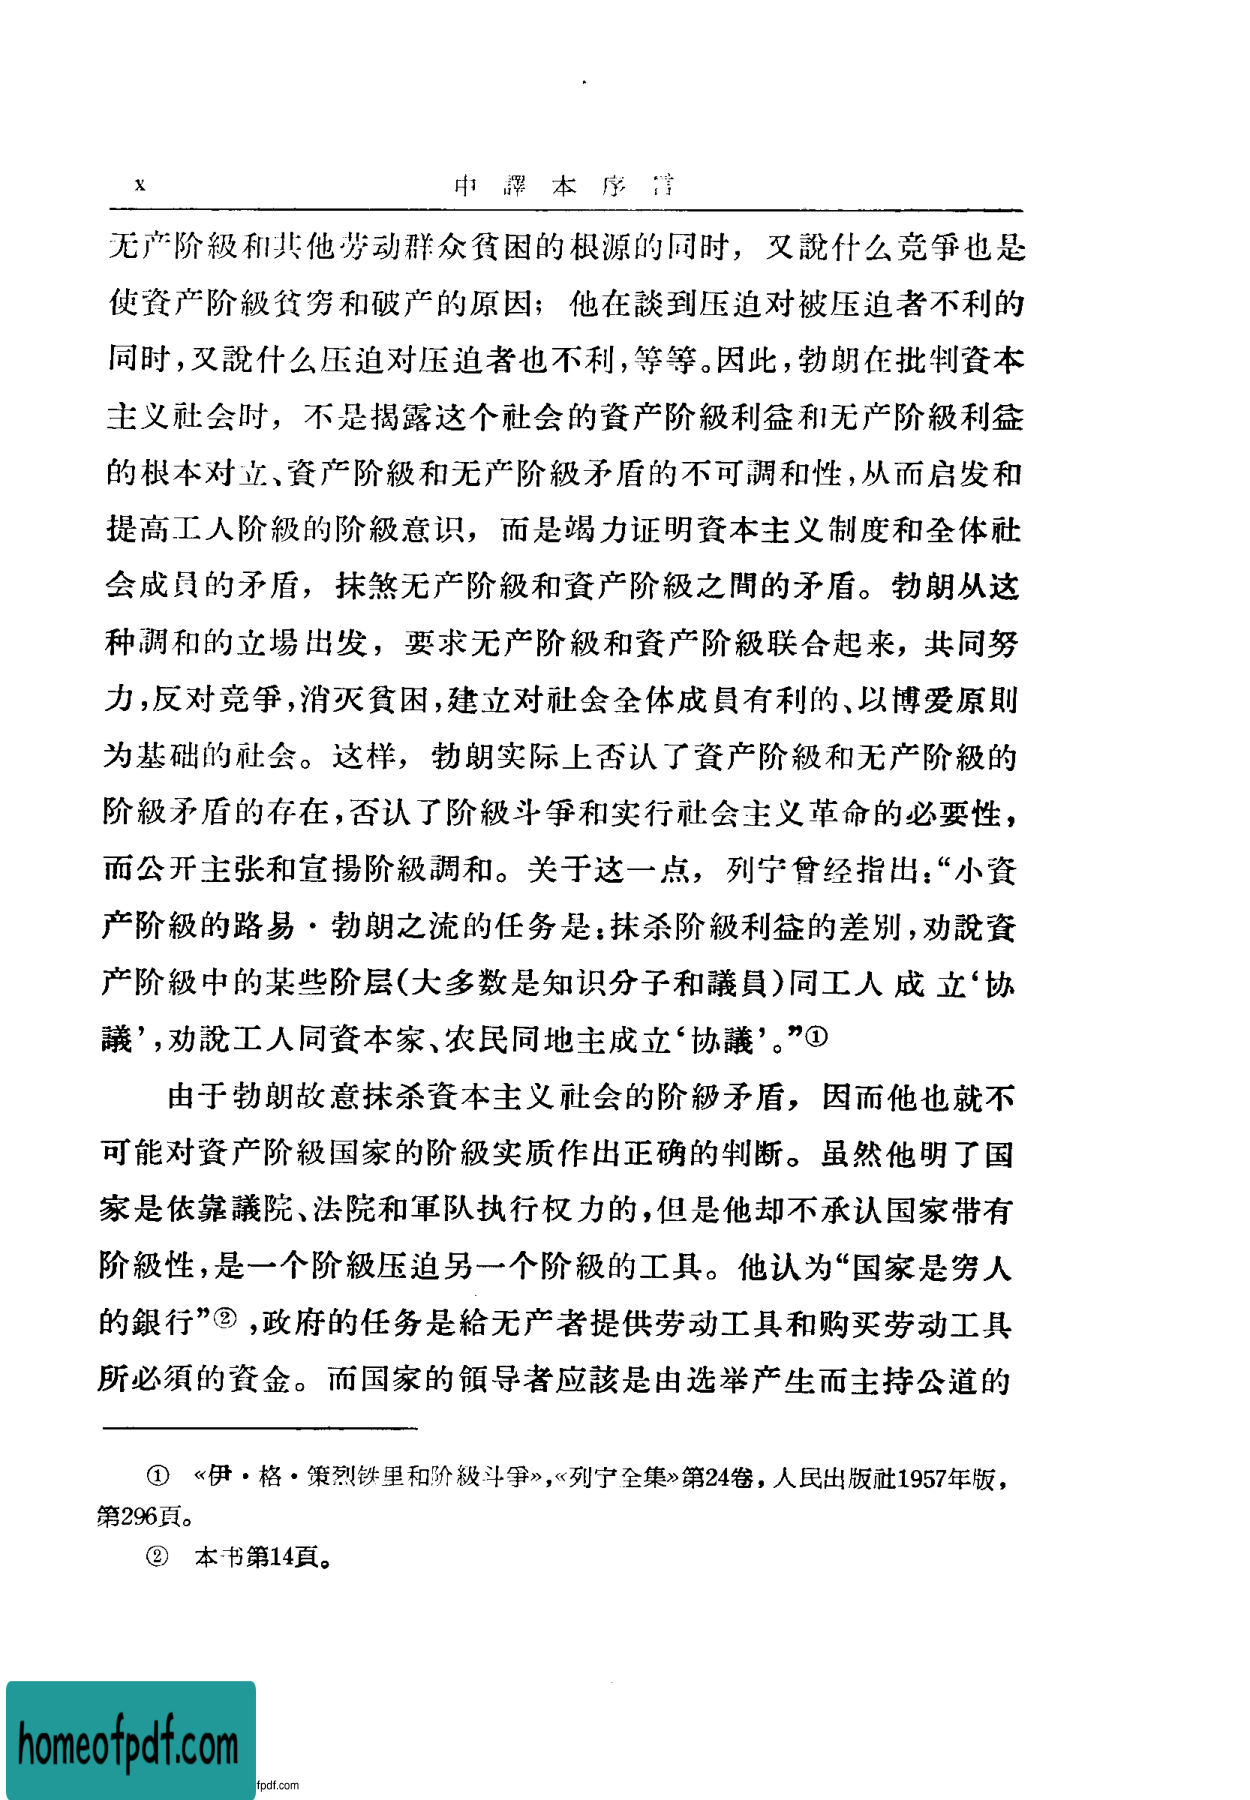 x
中譯本序言
无产阶級和其他劳动群众貧困的根源的同时，又說什么竞爭也是
使資产阶級貧穷和破产的原因；他在談到压迫对被压迫者不利的
同时，又說什么压迫对压迫者也不利，等等。因此，勃朗在批判資本
主义社会时，不是揭露这个社会的資产阶級利益和无产阶級利益
的根本对立、資产阶級和无产阶級矛盾的不可調和性，从而启发和
提高工人阶級的阶級意识，而是竭力证明資本主义制度和全体社
会成員的矛盾，抹煞无产阶級和資产阶級之間的矛盾。勃朗从这
种調和的立場出发，要求无产阶級和資产阶級联合起来，共同努
力，反对竞爭，消灭貧困，建立对社会全体成員有利的、以博爱原則
为基础的社会。这样，勃朗实际上否认了資产阶級和无产阶級的
阶級矛盾的存在，否认了阶級斗爭和实行社会主义革命的必要性，
而公开主张和宣揚阶級調和。关于这一点，列宁曾经指出：“小資
产阶級的路易·勃朗之流的任务是：抹杀阶級利益的差別，劝說資
产阶級中的某些阶层（大多数是知识分子和議員）同工人成立‘协
議’，劝說工人同資本家、农民同地主成立‘协議’。”①
由于勃朗故意抹杀資本主义社会的阶級矛盾，因而他也就不
可能对資产阶級国家的阶級实质作出正确的判断。虽然他明了国
家是依靠議院、法院和軍队执行权力的，但是他却不承认国家带有
阶級性，是一个阶級压迫另一个阶級的工具。他认为“国家是穷人
的銀行”②，政府的任务是給无产者提供劳动工具和购买劳动工具
所必須的資金。而国家的領导者应該是由选举产生而主持公道的
① «伊·格·策烈铁里和阶級斗爭»，«列宁全集»第24卷，人民出版社1957年版，
第296頁。
② 本书第14頁。
homeofpdf.com
fpdf.com